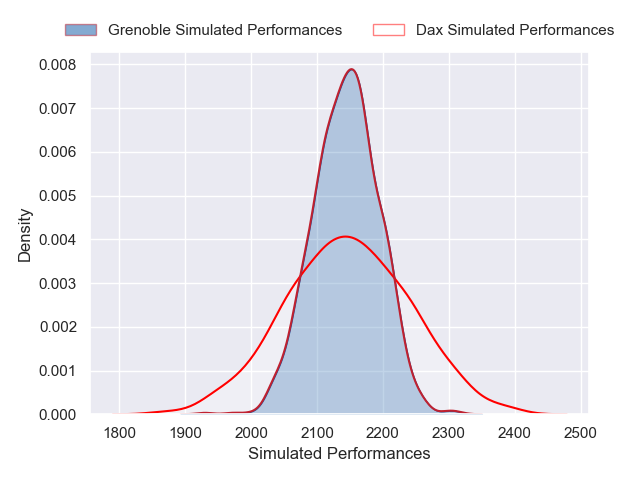 Grenoble Simulated Performances Dax Simulated Performances
0.008
0.007
0.006
0.005
0.004
0.003
0.002
0.001
0.000
Density
1800 1900 2000 2100 2200 2300 2400 2500
Simulated Performances